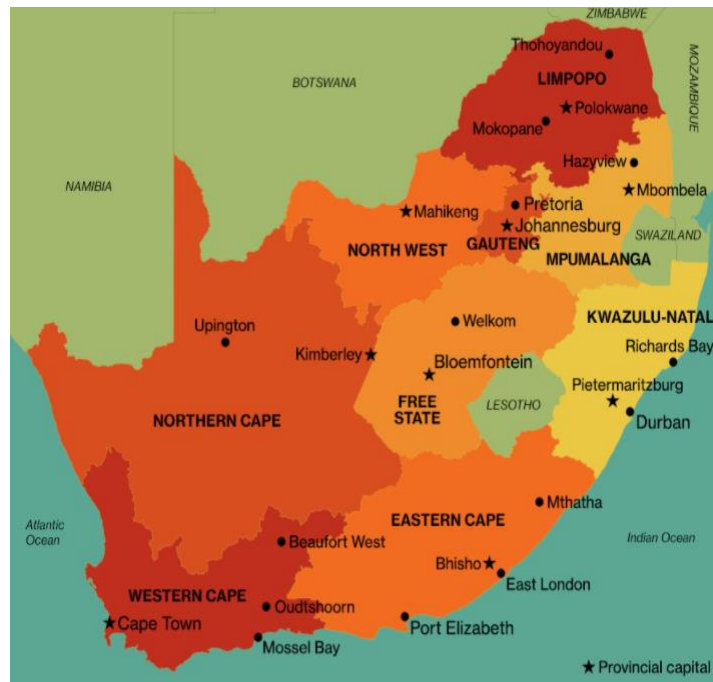 ZIMBABWE
Thohoyandou
LIMPOPO
BOTSWANA
MOZAMBIQUE
Polokwane
Mokopane
Hazyview
NAMIBIA
Mbombela
Pretoria
Mahikeng
Johannesburg
GAUTENG
NORTH WEST
SWAZILAND
MPUMALANGA
KWAZULU-NATAL
Welkom
Upington
Richards Bay
Kimberley
Bloemfontein
Pietermaritzburg
FREE
STATE
LESOTHO
Durban
NORTHERN CAPE
Mthatha
EASTERN CAPE
Atlantic
Ocean
Indian Ocean
Beaufort West
Bhisho
East London
WESTERN CAPE
Oudtshoorn
Cape Town
Port Elizabeth
Mossel Bay
★ Provincial capital